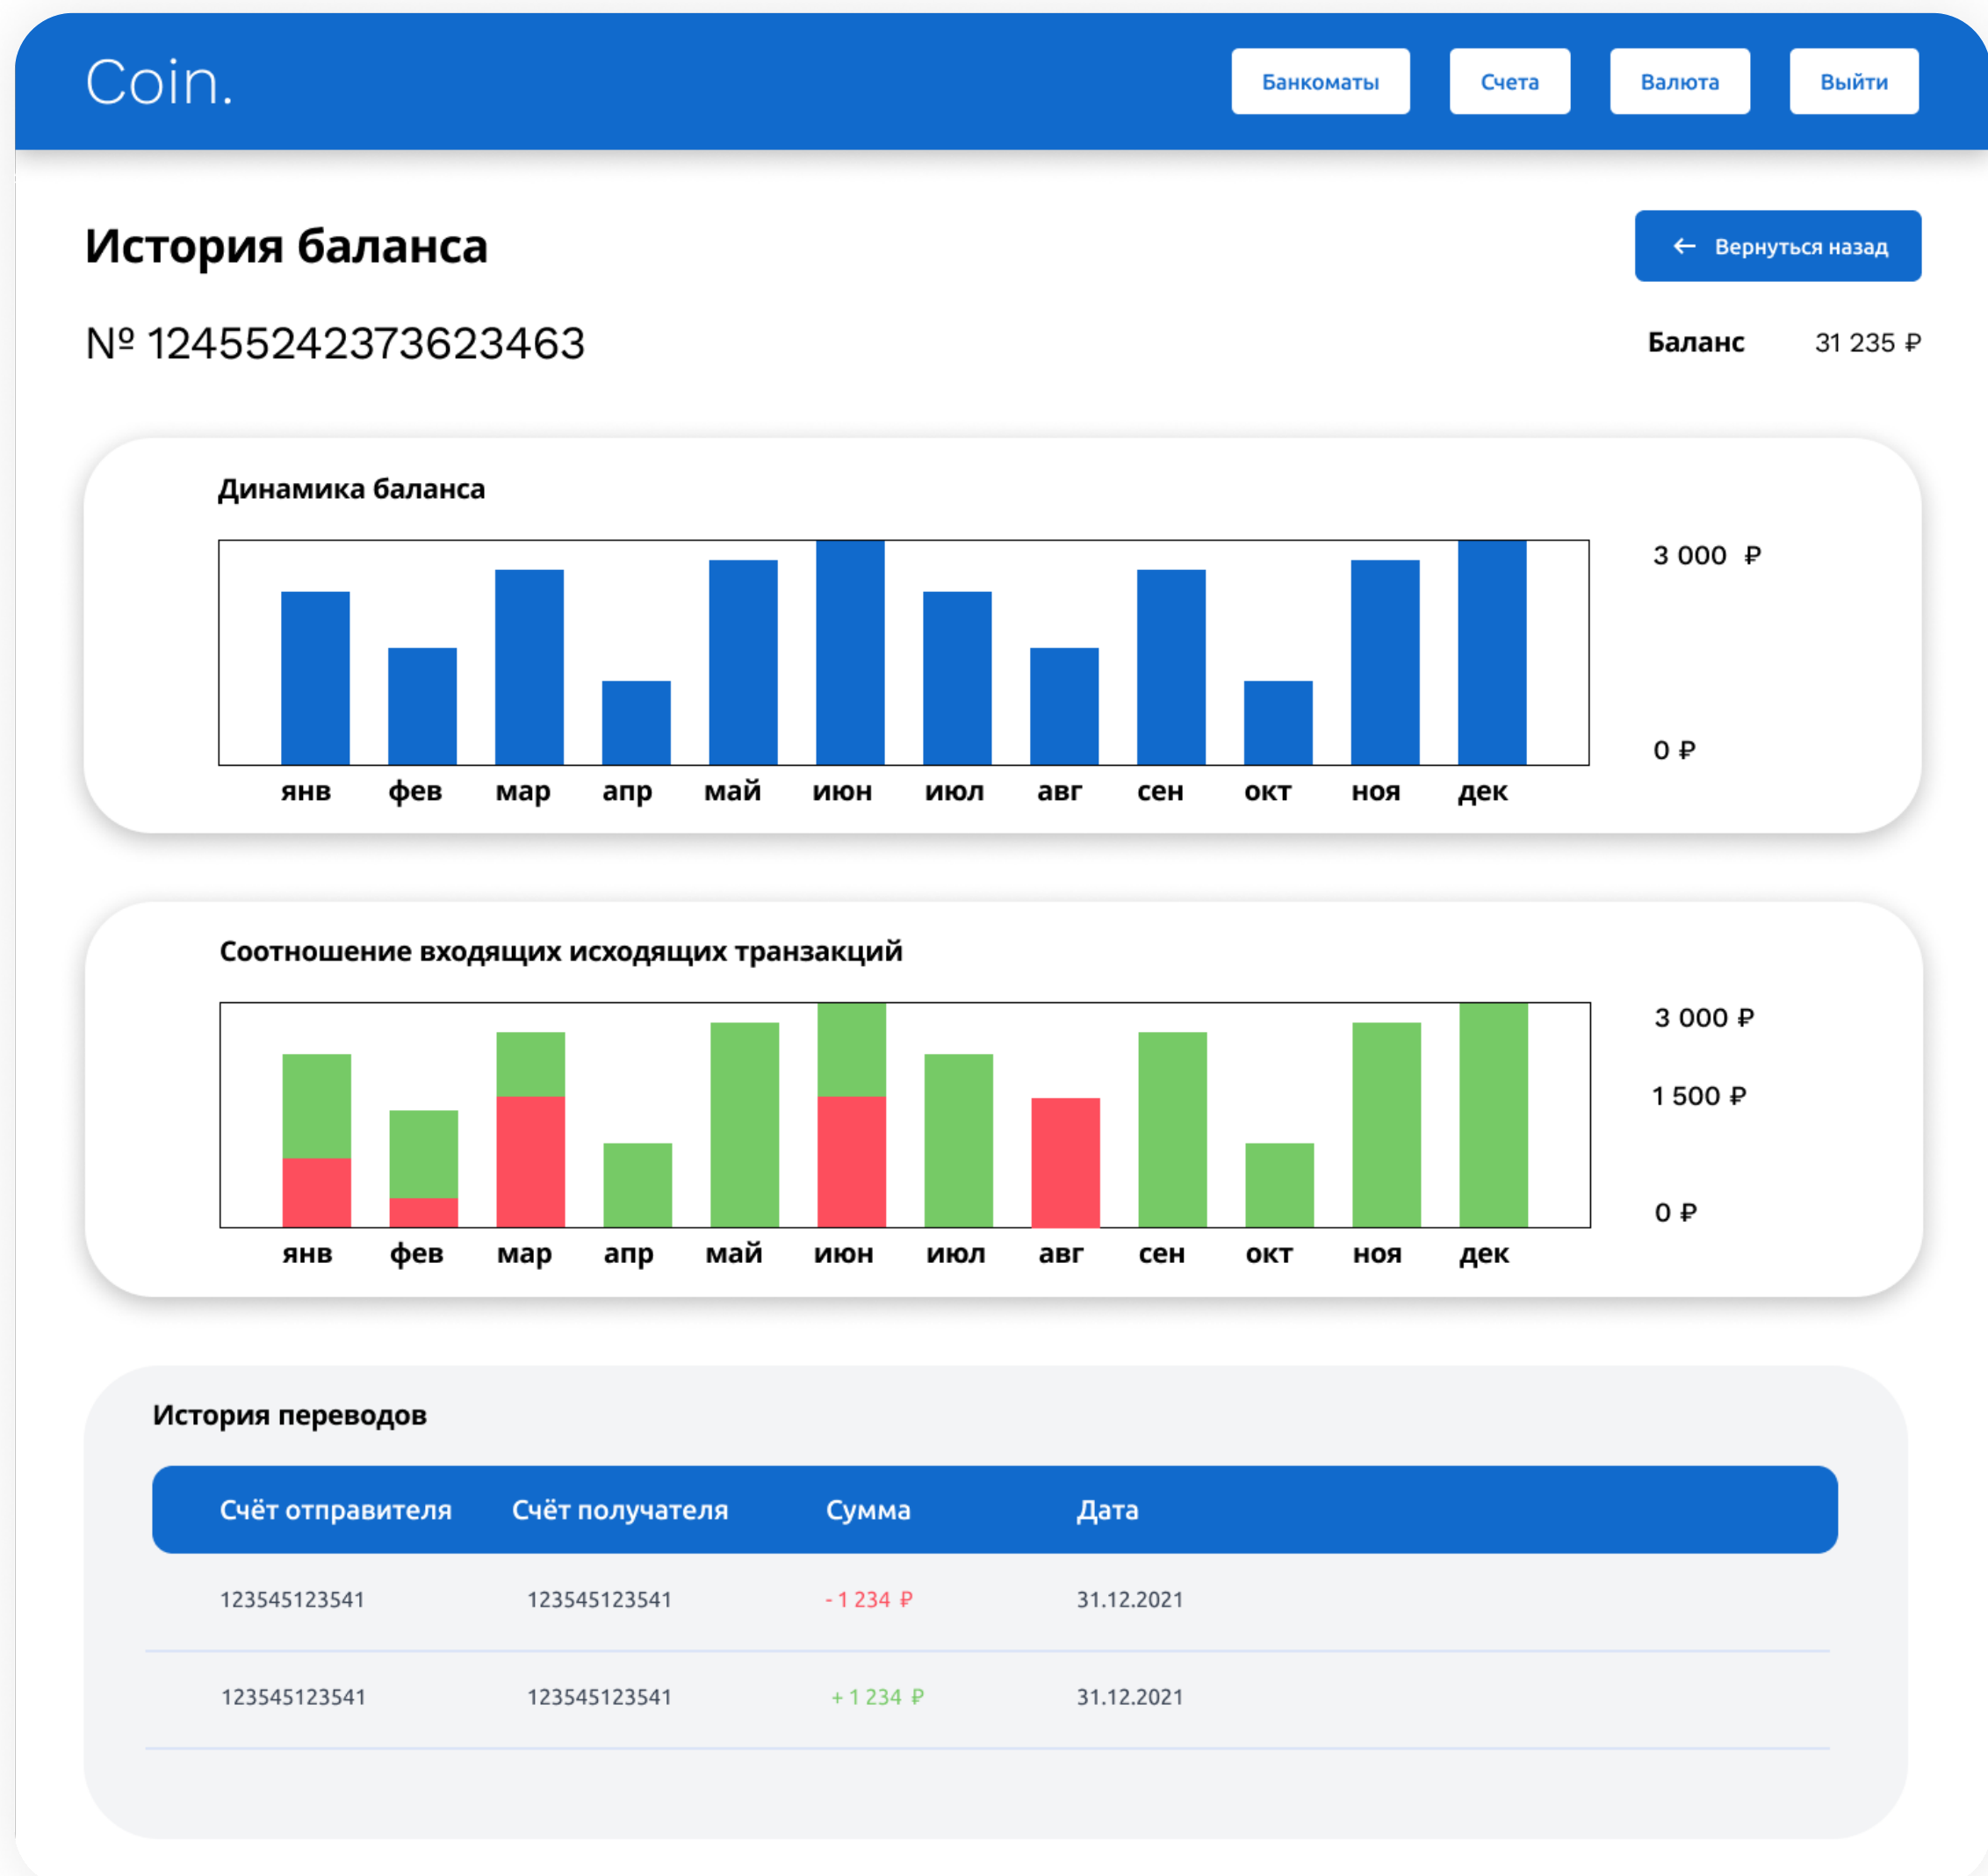 Coin.
Банкоматы
Счета
Валюта
Выйти
История баланса
← Вернуться назад
№ 12455242373623463
Баланс 31 235 ₽
Динамика баланса
3 000 ₽
0 ₽
янв фев мар апр май июн июл авг сен окт ноя дек
Соотношение входящих исходящих транзакций
3 000 ₽
1 500 ₽
0 ₽
янв фев мар апр май июн июл авг сен окт ноя дек
История переводов
Счёт отправителя Счёт получателя Сумма Дата
123545123541 123545123541 - 1 234 ₽ 31.12.2021
123545123541 123545123541 + 1 234 ₽ 31.12.2021